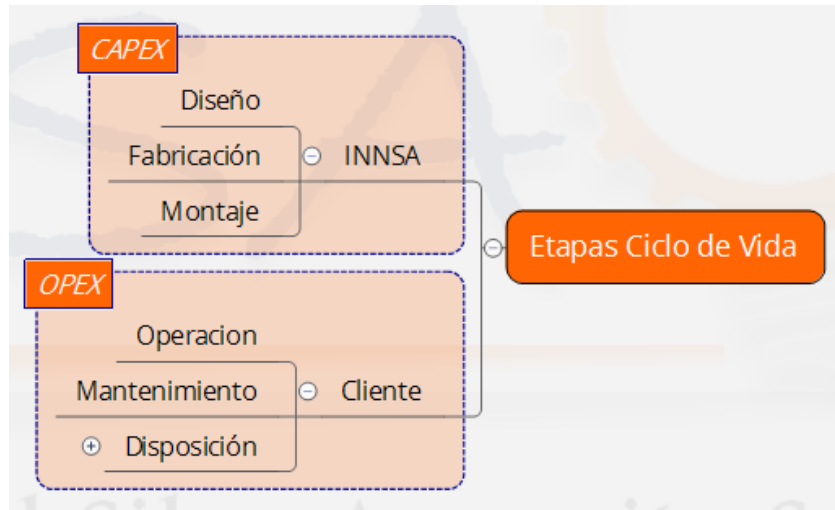 CAPEX
Diseño
Fabricación
INNSA
Montaje
Etapas Ciclo de Vida
OPEX
Operacion
Mantenimiento
Cliente
Disposición